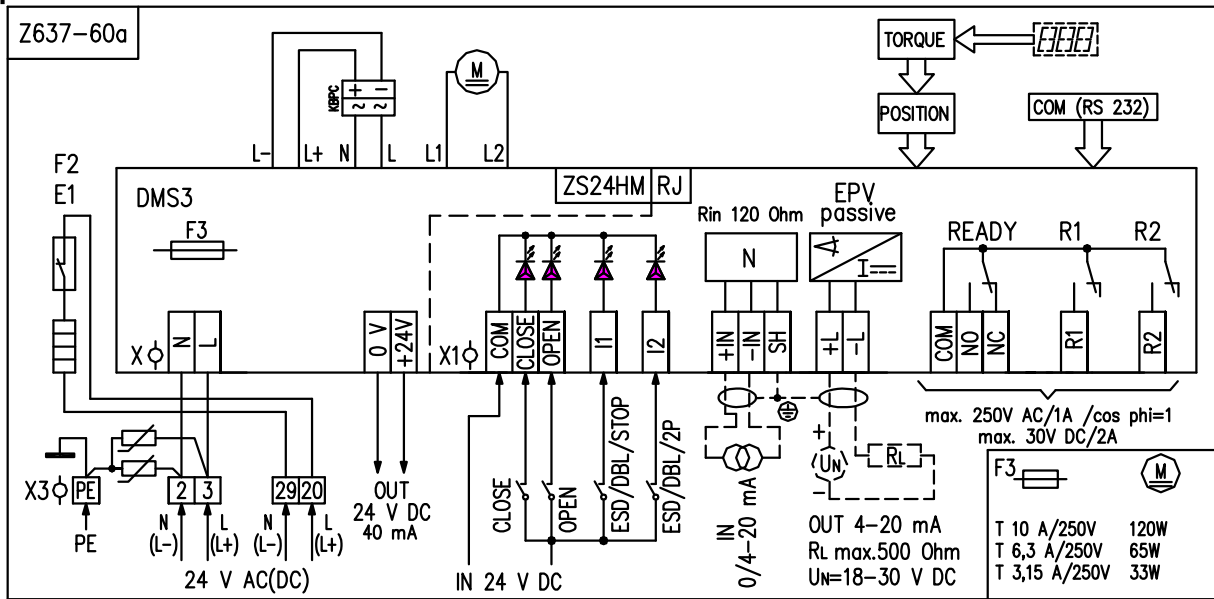 Z637-60a
TORQUE
POSITION
COM (RS 232)
KBPC
+ −
~ ~
M
L- L+ N L L1 L2
F2
E1
DMS3
F3
ZS24HM RJ
Rin 120 Ohm
N
EPV
passive
I
READY R1 R2
X N L
0 V +24V
X1 COM CLOSE OPEN I1 I2
+IN -IN SH
+L -L
COM NO NC R1 R2
max. 250V AC/1A /cos phi=1
max. 30V DC/2A
X3 PE 2 3 29 20
PE
N (L-) L (L+) N (L-) L (L+)
24 V AC(DC)
OUT
24 V DC
40 mA
CLOSE OPEN ESD/DBL/STOP ESD/DBL/2P
IN 24 V DC
IN
0/4-20 mA
+ UN − RL
OUT 4-20 mA
RL max.500 Ohm
UN=18-30 V DC
F3 M
T 10 A/250V 120W
T 6,3 A/250V 65W
T 3,15 A/250V 33W